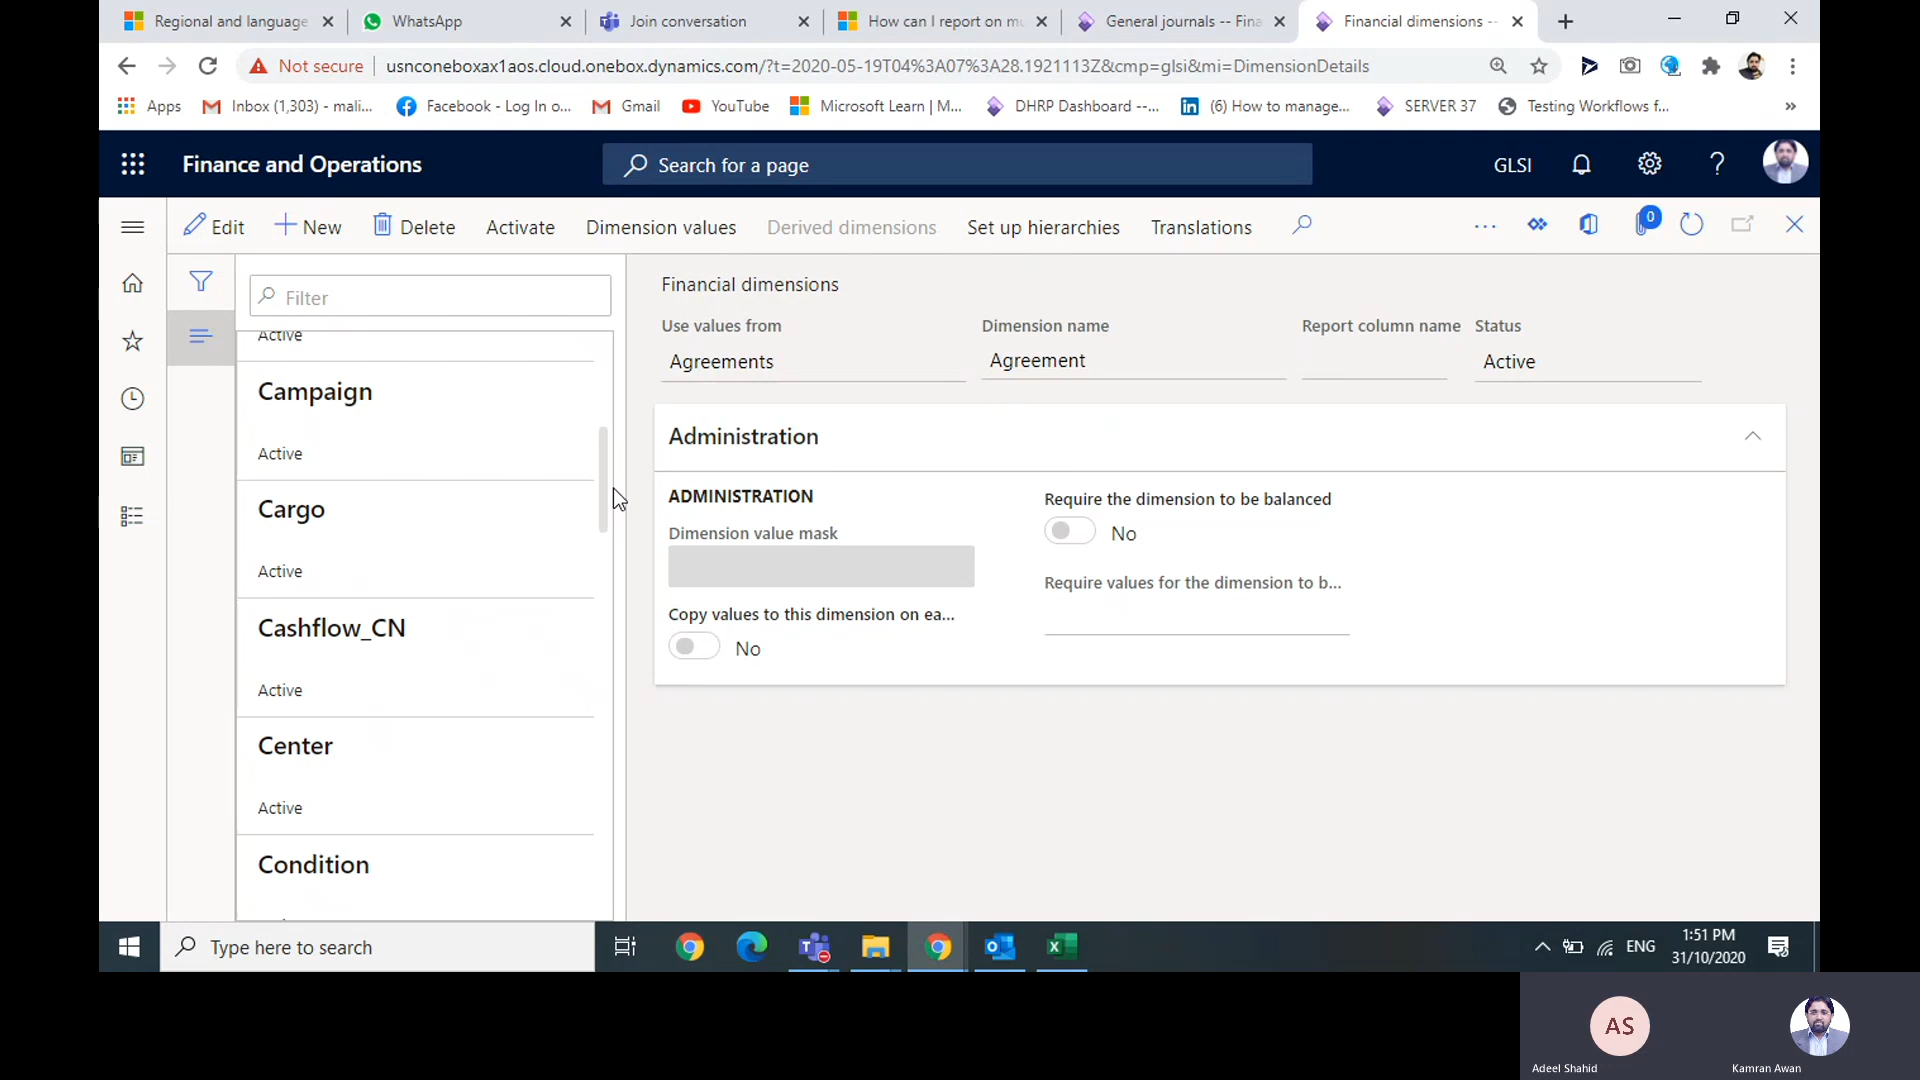 Regional and language
WhatsApp
Join conversation
How can I report on mu
General journals -- Fina
Financial dimensions --
Not secure
usnconeboxax1aos.cloud.onebox.dynamics.com/?t=2020-05-19T04%3A07%3A28.1921113Z&cmp=glsi&mi=DimensionDetails
Apps
Inbox (1,303) - mali...
Facebook - Log In o...
Gmail
YouTube
Microsoft Learn | M...
DHRP Dashboard --...
(6) How to manage...
SERVER 37
Testing Workflows f...
»
Finance and Operations
Search for a page
GLSI
Edit
New
Delete
Activate
Dimension values
Derived dimensions
Set up hierarchies
Translations
0
Filter
Active
Campaign
Active
Cargo
Active
Cashflow_CN
Active
Center
Active
Condition
Financial dimensions
Use values from
Dimension name
Report column name
Status
Agreements
Agreement
Active
Administration
ADMINISTRATION
Dimension value mask
Copy values to this dimension on ea...
No
Require the dimension to be balanced
No
Require values for the dimension to b...
Type here to search
ENG
1:51 PM
31/10/2020
AS
Adeel Shahid
Kamran Awan